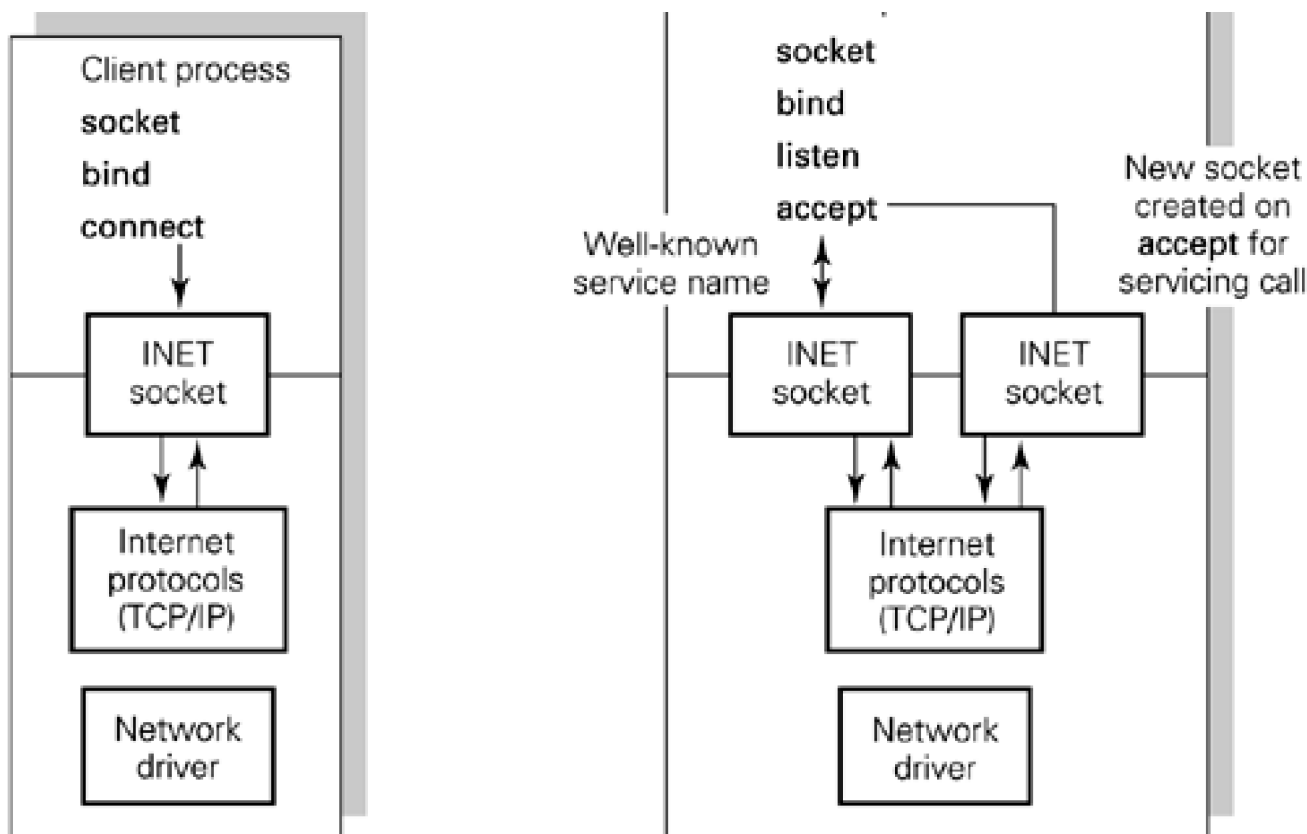 Client process
socket
bind
connect
INET
socket
Internet
protocols
(TCP/IP)
Network
driver
socket
bind
listen
accept
Well-known
service name
New socket
created on
accept for
servicing call
INET
socket
INET
socket
Internet
protocols
(TCP/IP)
Network
driver